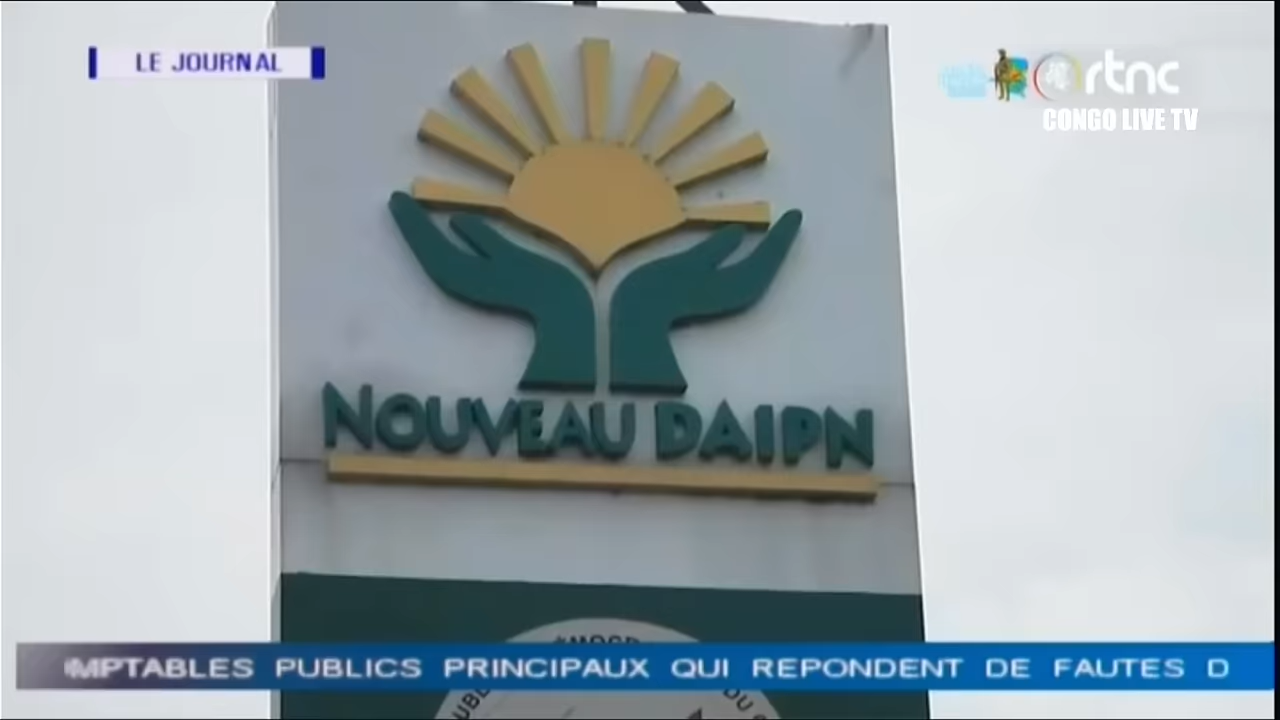 LE JOURNAL
rtnc
CONGO LIVE TV
NOUVEAU DAIPN
MPTABLES PUBLICS PRINCIPAUX QUI REPONDENT DE FAUTES D